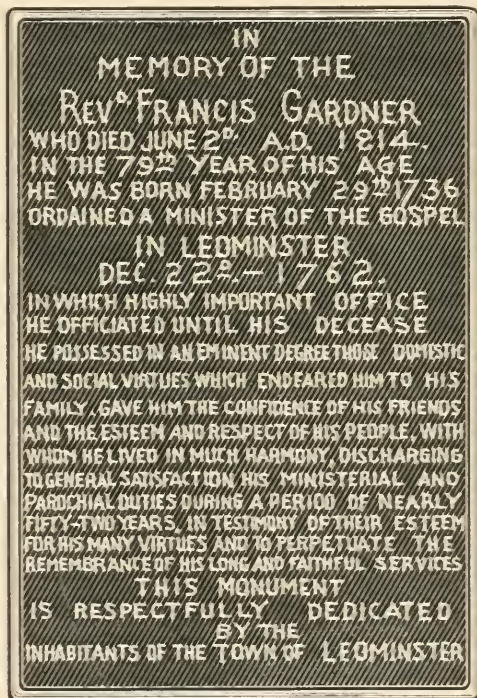 IN
MEMORY OF THE
REVD FRANCIS GARDNER
WHO DIED JUNE 2D. A.D. 1814.
IN THE 79TH YEAR OF HIS AGE
HE WAS BORN FEBRUARY 29TH 1736
ORDAINED A MINISTER OF THE GOSPEL
IN LEOMINSTER
DEC. 22D. - 1762.
IN WHICH HIGHLY IMPORTANT OFFICE
HE OFFICIATED UNTIL HIS DECEASE
HE POSSESSED IN AN EMINENT DEGREE THOSE DOMESTIC
AND SOCIAL VIRTUES WHICH ENDEARED HIM TO HIS
FAMILY, GAVE HIM THE CONFIDENCE OF HIS FRIENDS
AND THE ESTEEM AND RESPECT OF HIS PEOPLE, WITH
WHOM HE LIVED IN MUCH HARMONY, DISCHARGING
TO GENERAL SATISFACTION, HIS MINISTERIAL AND
PAROCHIAL DUTIES DURING A PERIOD OF NEARLY
FIFTY-TWO YEARS, IN TESTIMONY OF THEIR ESTEEM
FOR HIS MANY VIRTUES AND TO PERPETUATE THE
REMEMBRANCE OF HIS LONG AND FAITHFUL SERVICES
THIS MONUMENT
IS RESPECTFULLY DEDICATED
BY THE
INHABITANTS OF THE TOWN OF LEOMINSTER